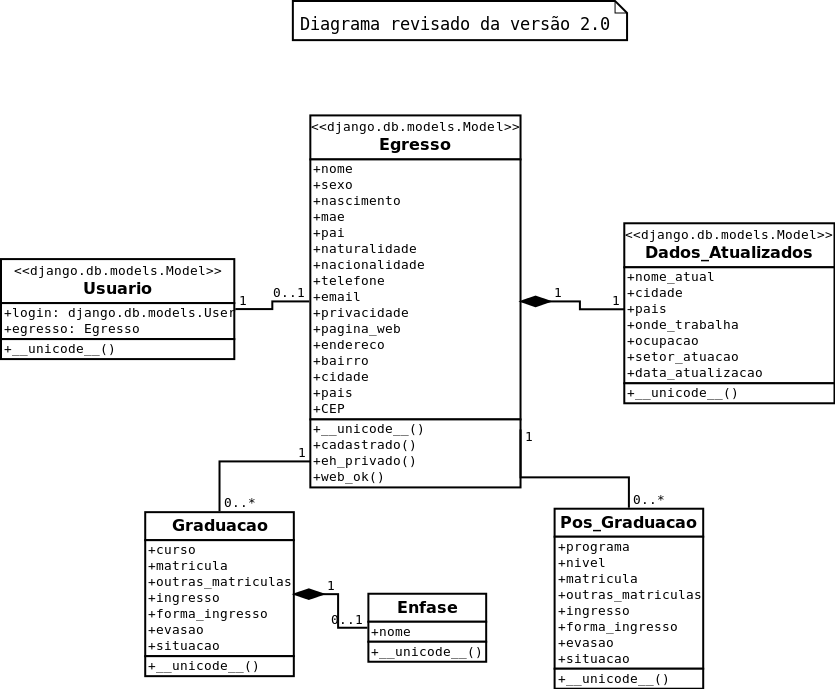 Diagrama revisado da versão 2.0
<<django.db.models.Model>>
Egresso
+nome
+sexo
+nascimento
+mae
+pai
+naturalidade
+nacionalidade
+telefone
+email
+privacidade
+pagina_web
+endereco
+bairro
+cidade
+pais
+CEP
+__unicode__()
+cadastrado()
+eh_privado()
+web_ok()
<<django.db.models.Model>>
Usuario
+login: django.db.models.User
+egresso: Egresso
+__unicode__()
1
0..1
<<django.db.models.Model>>
Dados_Atualizados
+nome_atual
+cidade
+pais
+onde_trabalha
+ocupacao
+setor_atuacao
+data_atualizacao
+__unicode__()
1
1
1
0..*
Graduacao
+curso
+matricula
+outras_matriculas
+ingresso
+forma_ingresso
+evasao
+situacao
+__unicode__()
1
0..1
Enfase
+nome
+__unicode__()
1
0..*
Pos_Graduacao
+programa
+nivel
+matricula
+outras_matriculas
+ingresso
+forma_ingresso
+evasao
+situacao
+__unicode__()